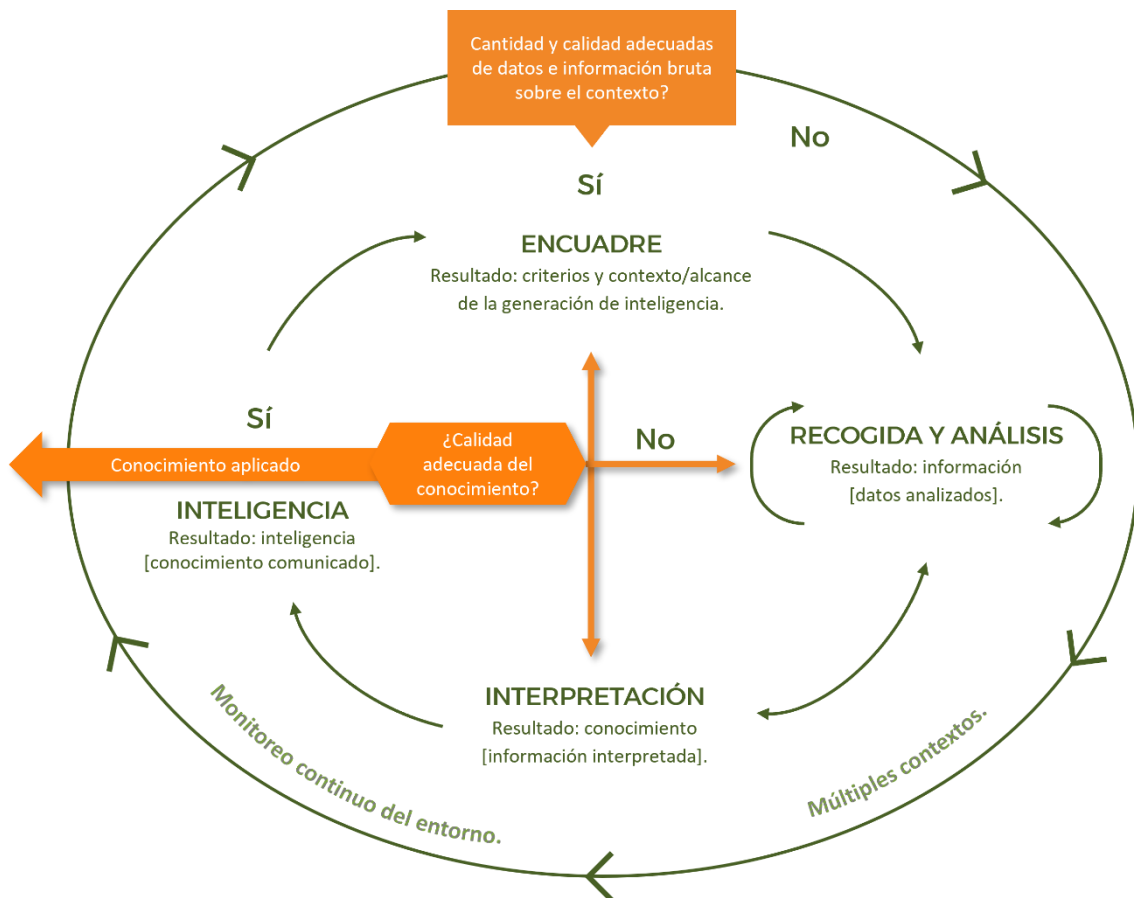 Cantidad y calidad adecuadas
de datos e información bruta
sobre el contexto?
No
Sí
ENCUADRE
Resultado: criterios y contexto/alcance
de la generación de inteligencia.
Sí
¿Calidad
adecuada del
conocimiento?
No
Conocimiento aplicado
RECOGIDA Y ANÁLISIS
Resultado: información
[datos analizados].
INTELIGENCIA
Resultado: inteligencia
[conocimiento comunicado].
INTERPRETACIÓN
Resultado: conocimiento
[información interpretada].
Monitoreo continuo del entorno.
Múltiples contextos.